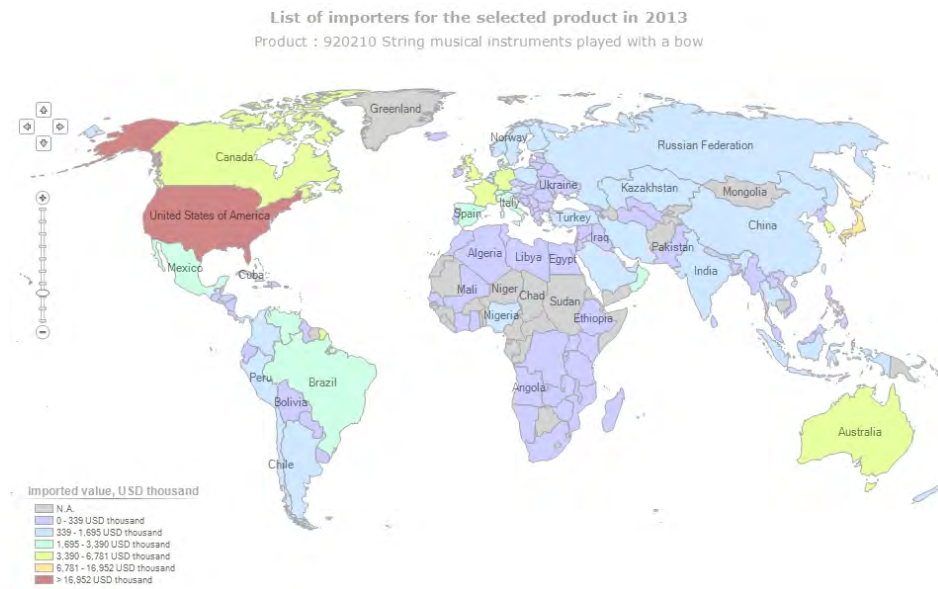 List of importers for the selected product in 2013
Product : 920210 String musical instruments played with a bow
Greenland
Norway
Russian Federation
Canada
Ukraine
Kazakhstan
Mongolia
United States of America
Spain
Italy
Turkey
China
Mexico
Cuba
Algeria
Libya
Egypt
Iraq
Pakistan
India
Mali
Niger
Chad
Sudan
Nigeria
Ethiopia
Peru
Brazil
Angola
Bolivia
Australia
Chile
Imported value, USD thousand
N.A.
0 - 339 USD thousand
339 - 1,695 USD thousand
1,695 - 3,390 USD thousand
3,390 - 6,781 USD thousand
6,781 - 16,952 USD thousand
> 16,952 USD thousand